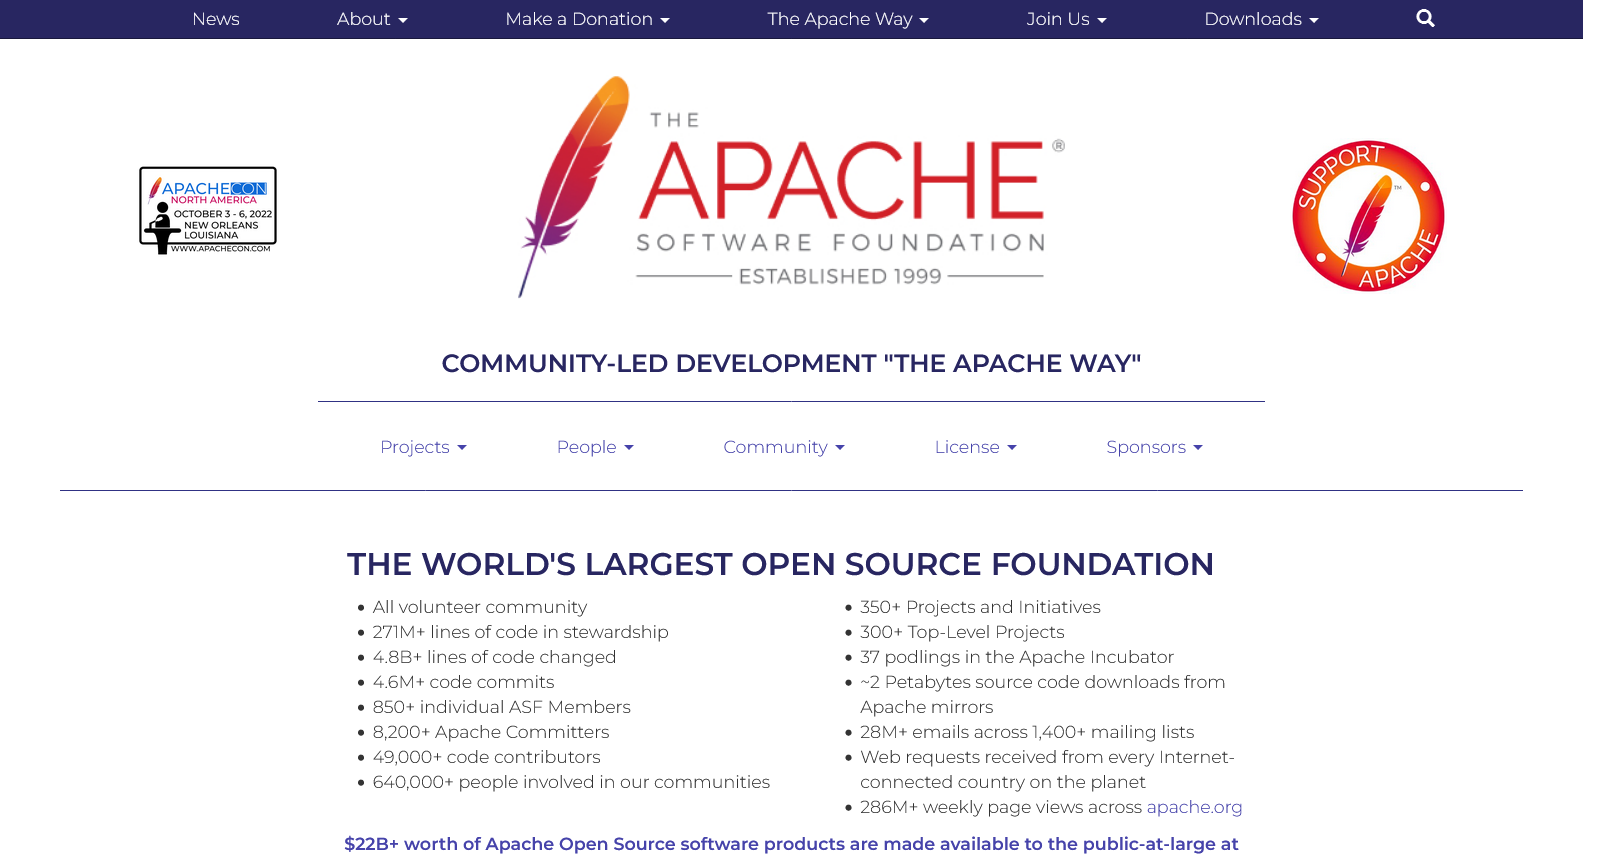 News About Make a Donation The Apache Way Join Us Downloads
THE
APACHE®
SOFTWARE FOUNDATION
ESTABLISHED 1999
APACHECON
NORTH AMERICA
OCTOBER 3 - 6, 2022
NEW ORLEANS
LOUISIANA
WWW.APACHECON.COM
SUPPORT
TM
APACHE
COMMUNITY-LED DEVELOPMENT "THE APACHE WAY"
Projects People Community License Sponsors
THE WORLD'S LARGEST OPEN SOURCE FOUNDATION
All volunteer community
271M+ lines of code in stewardship
4.8B+ lines of code changed
4.6M+ code commits
850+ individual ASF Members
8,200+ Apache Committers
49,000+ code contributors
640,000+ people involved in our communities
350+ Projects and Initiatives
300+ Top-Level Projects
37 podlings in the Apache Incubator
~2 Petabytes source code downloads from
Apache mirrors
28M+ emails across 1,400+ mailing lists
Web requests received from every Internet-
connected country on the planet
286M+ weekly page views across apache.org
$22B+ worth of Apache Open Source software products are made available to the public-at-large at